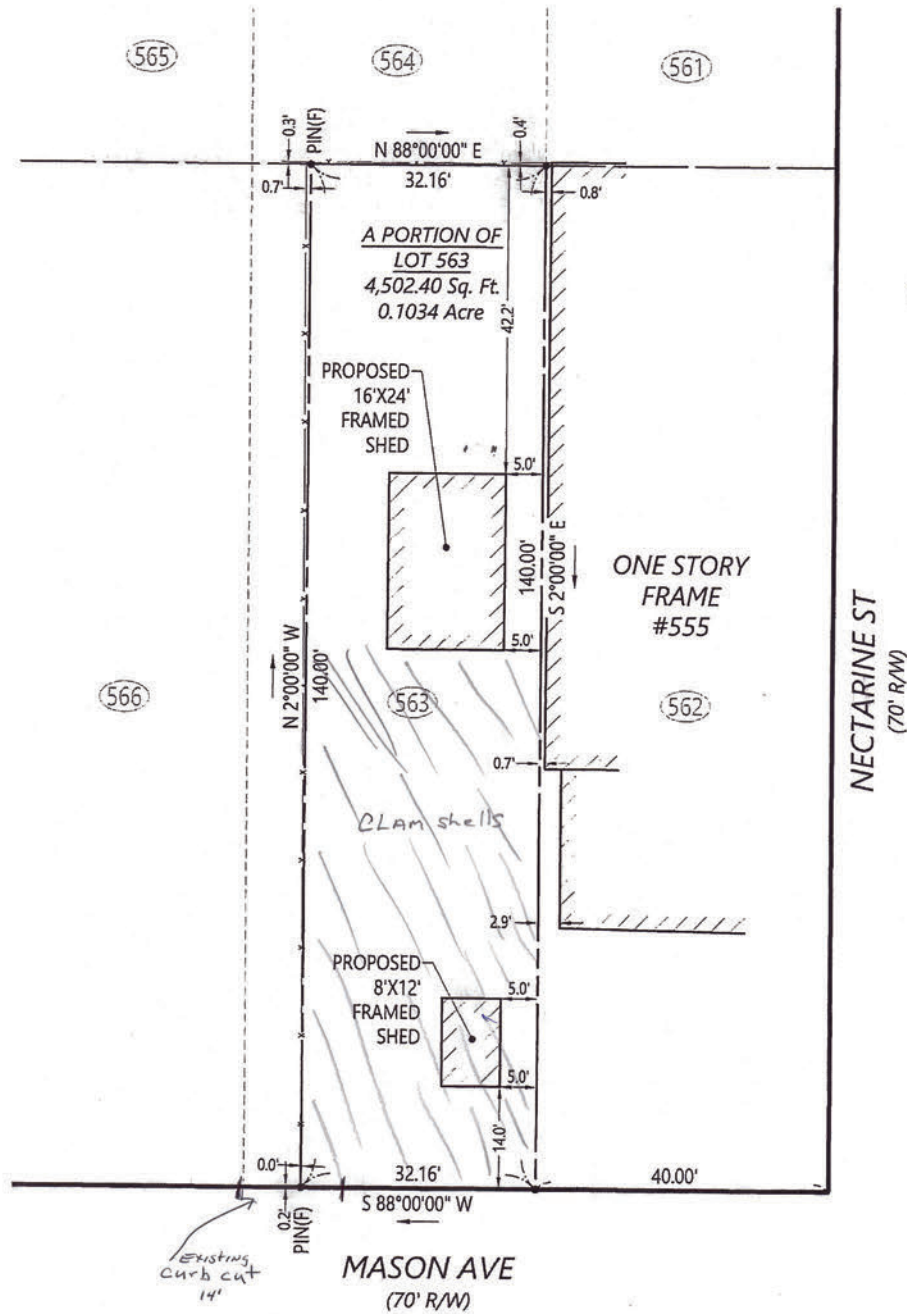 565
564
561
0.3'
PIN(F)
N 88°00'00" E
0.4'
32.16'
0.7'
0.8'
A PORTION OF
LOT 563
4,502.40 Sq. Ft.
0.1034 Acre
42.2'
PROPOSED
16'X24'
FRAMED
SHED
5.0'
140.00'
S 2°00'00" E
ONE STORY
FRAME
#555
NECTARINE ST
(70' R/W)
5.0'
N 2°00'00" W
140.00'
566
563
562
0.7'
CLAM shells
2.9'
PROPOSED
8'X12'
FRAMED
SHED
5.0'
5.0'
14.0'
0.0'
32.16'
40.00'
S 88°00'00" W
0.2'
PIN(F)
EXISTING
curb cut
14'
MASON AVE
(70' R/W)